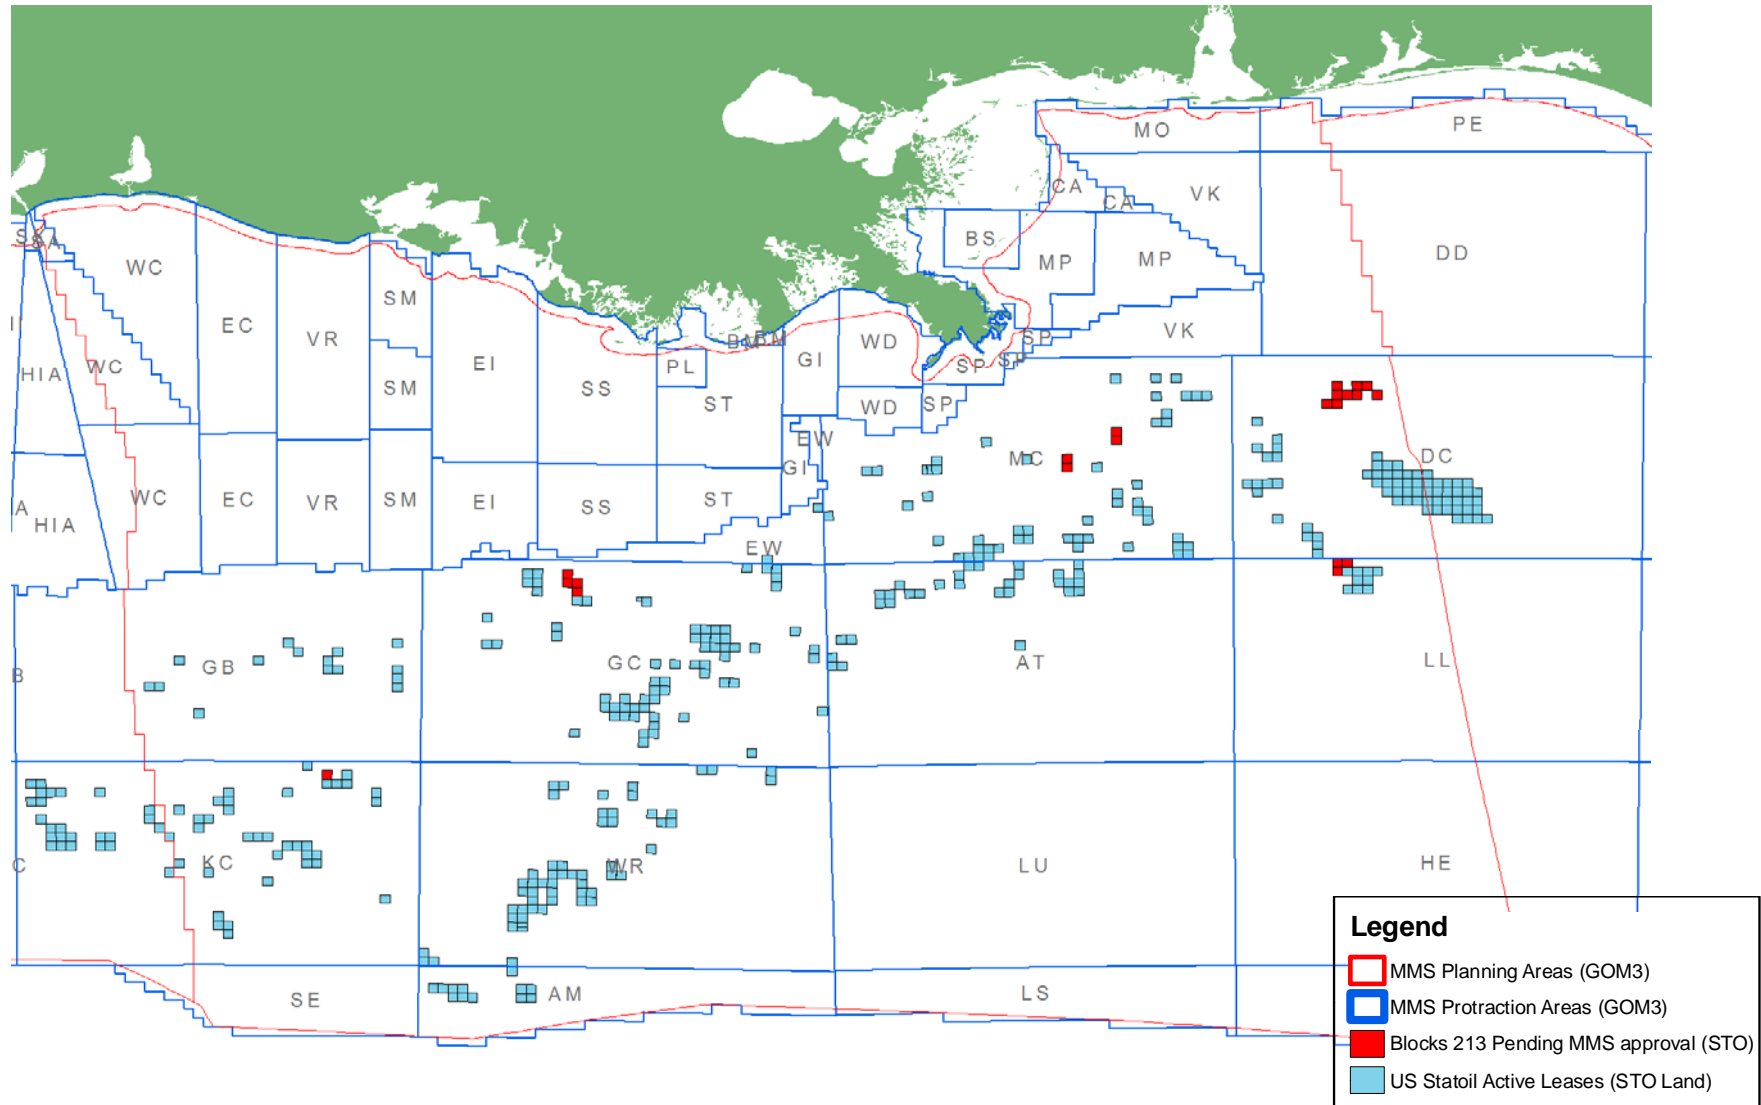 MO
PE
CA
CA
VK
BS
MP
MP
DD
SA
WC
SM
EC
VR
VK
SP
SP
SP
WD
GI
EI
PL
HIA
WC
SM
SS
ST
WD
SP
EW
MC
DC
GI
WC
EC
VR
SM
EI
SS
ST
A
HIA
EW
B
GB
GC
AT
LL
C
KC
WR
LU
HE
SE
AM
LS
Legend
MMS Planning Areas (GOM3)
MMS Protraction Areas (GOM3)
Blocks 213 Pending MMS approval (STO)
US Statoil Active Leases (STO Land)